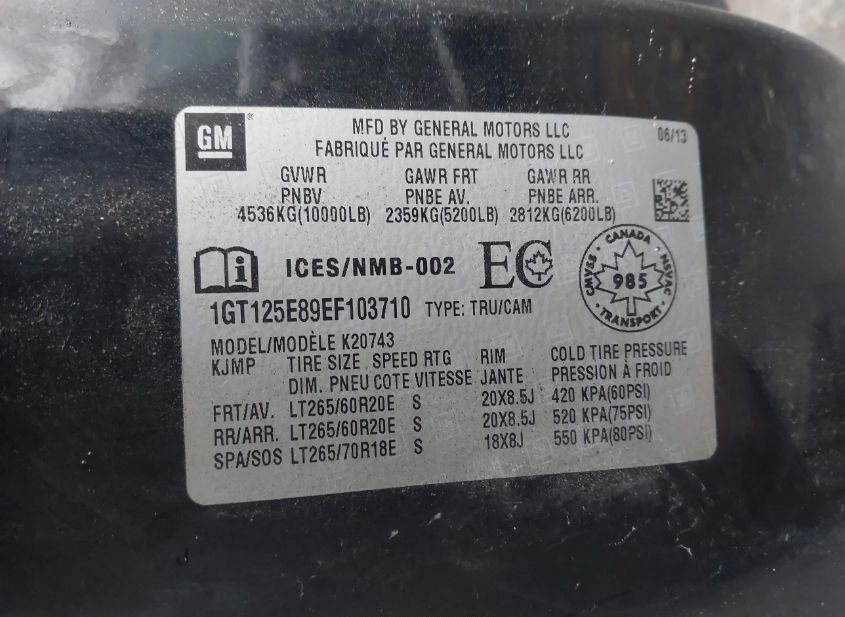 GM
MFD BY GENERAL MOTORS LLC
06/13
FABRIQUÉ PAR GENERAL MOTORS LLC
GVWR GAWR FRT GAWR RR
PNBV PNBE AV. PNBE ARR.
4536KG(10000LB) 2359KG(5200LB) 2812KG(6200LB)
i ICES/NMB-002 EC
CANADA
CMVSS 985 NSVAC
TRANSPORT
1GT125E89EF103710 TYPE: TRU/CAM
MODEL/MODÈLE K20743
KJMP TIRE SIZE SPEED RTG RIM COLD TIRE PRESSURE
DIM. PNEU COTE VITESSE JANTE PRESSION À FROID
FRT/AV. LT265/60R20E S 20X8.5J 420 KPA(60PSI)
RR/ARR. LT265/60R20E S 20X8.5J 520 KPA(75PSI)
SPA/SOS LT265/70R18E S 18X8J 550 KPA(80PSI)